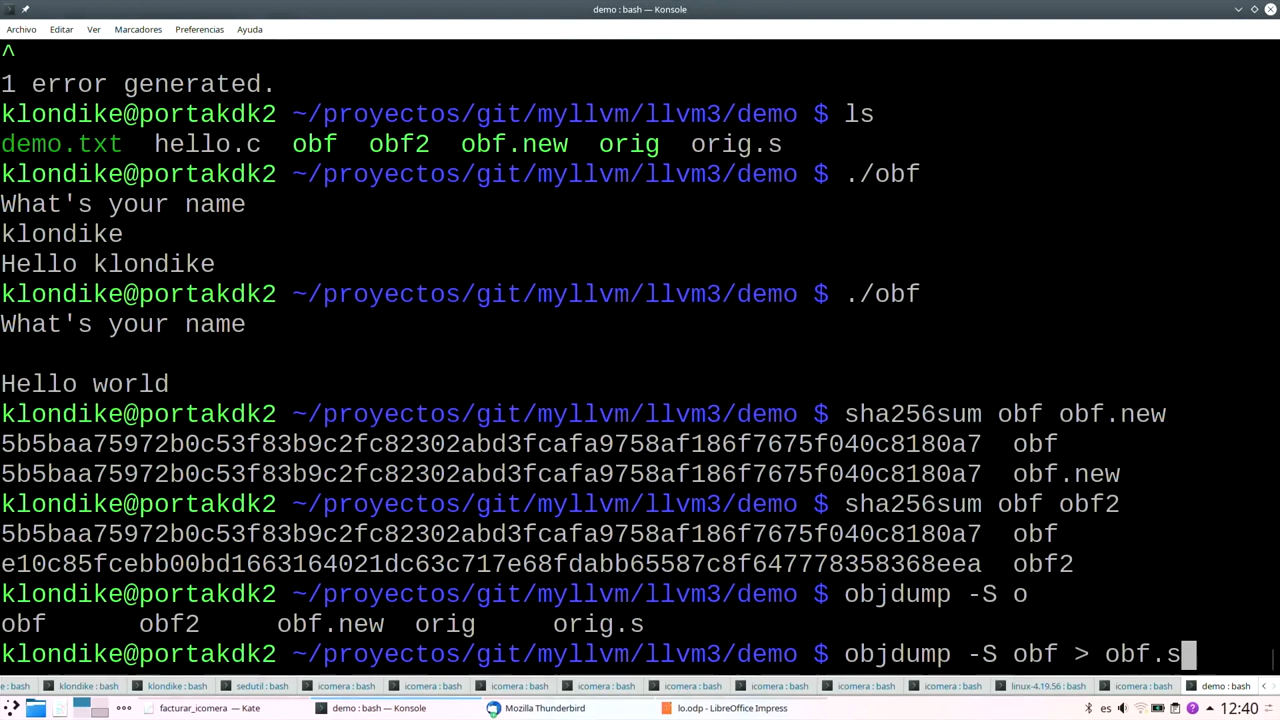 demo : bash — Konsole
Archivo Editar Ver Marcadores Preferencias Ayuda
^
1 error generated.
klondike@portakdk2 ~/proyectos/git/myllvm/llvm3/demo $ ls
demo.txt hello.c obf obf2 obf.new orig orig.s
klondike@portakdk2 ~/proyectos/git/myllvm/llvm3/demo $ ./obf
What's your name
klondike
Hello klondike
klondike@portakdk2 ~/proyectos/git/myllvm/llvm3/demo $ ./obf
What's your name
Hello world
klondike@portakdk2 ~/proyectos/git/myllvm/llvm3/demo $ sha256sum obf obf.new
5b5baa75972b0c53f83b9c2fc82302abd3fcafa9758af186f7675f040c8180a7 obf
5b5baa75972b0c53f83b9c2fc82302abd3fcafa9758af186f7675f040c8180a7 obf.new
klondike@portakdk2 ~/proyectos/git/myllvm/llvm3/demo $ sha256sum obf obf2
5b5baa75972b0c53f83b9c2fc82302abd3fcafa9758af186f7675f040c8180a7 obf
e10c85fcebb00bd1663164021dc63c717e68fdabb65587c8f647778358368eea obf2
klondike@portakdk2 ~/proyectos/git/myllvm/llvm3/demo $ objdump -S o
obf obf2 obf.new orig orig.s
klondike@portakdk2 ~/proyectos/git/myllvm/llvm3/demo $ objdump -S obf > obf.s
e : bash klondike : bash klondike : bash sedutil : bash icomera : bash icomera : bash icomera : bash icomera : bash icomera : bash icomera : bash icomera : bash icomera : bash linux-4.19.56 : bash icomera : bash demo : bash
facturar_icomera — Kate demo : bash — Konsole Mozilla Thunderbird lo.odp - LibreOffice Impress es 12:40